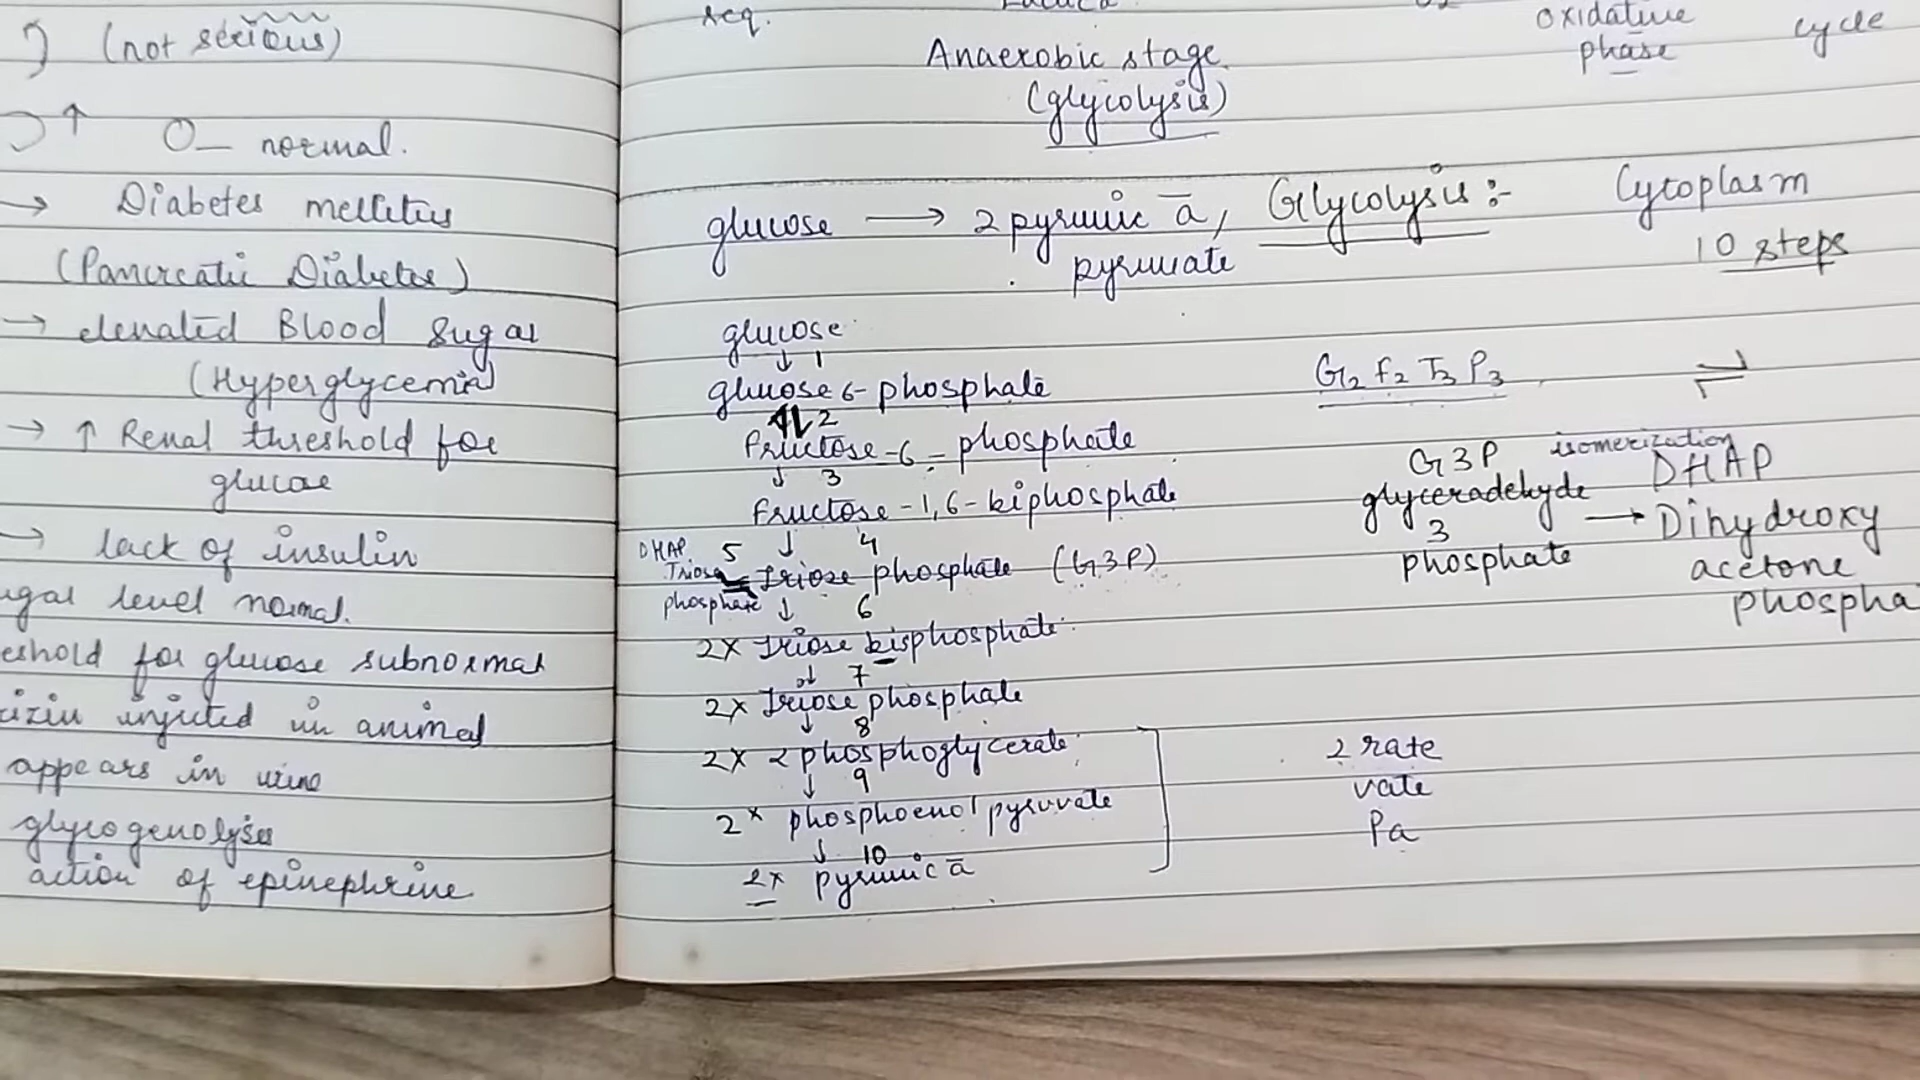 (not serious)
↑ O— normal.
→ Diabetes mellitus
(Pancreatic Diabetes)
→ elevated Blood Sugar
(Hyperglycemia)
→ ↑ Renal threshold for
glucose
→ lack of insulin
level normal.
for glucose subnormal
injected in animal
appears in urine
glycogenolysis
action of epinephrine
req.
oxidative cycle
phase
Anaerobic stage.
(glycolysis)
glucose → 2 pyruvic ā, Glycolysis :- Cytoplasm
pyruvate 10 steps
glucose
↓ 1
glucose 6- phosphate G2 F2 T3 P3 ⇌
2
fructose-6-phosphate
↓ 3 G3P isomerization DHAP
fructose-1,6-biphosphate glyceradehyde → Dihydroxy
DHAP 5 ↓ 4 3 acetone
Triose triose phosphate (G3P) phosphate phospha
phosphate ↓ 6
2x triose bisphosphate
↓ 7
2x triose phosphate
↓ 8
2x 2 phosphoglycerate 2 rate
↓ 9 vate
2x phosphoenol pyruvate Pa
↓ 10
2x pyruvic ā